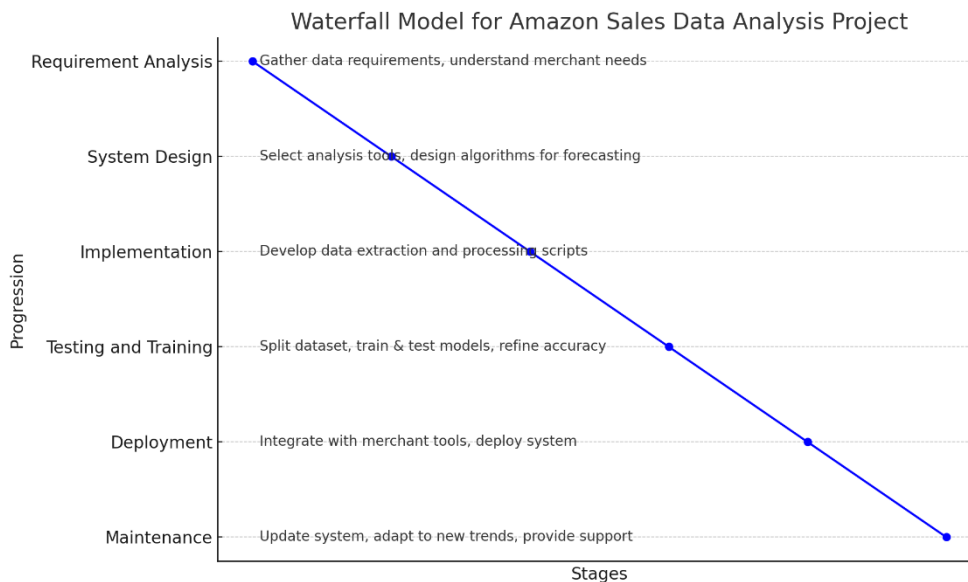 Waterfall Model for Amazon Sales Data Analysis Project
Requirement Analysis
Gather data requirements, understand merchant needs
System Design
Select analysis tools, design algorithms for forecasting
Implementation
Develop data extraction and processing scripts
Progression
Testing and Training
Split dataset, train & test models, refine accuracy
Deployment
Integrate with merchant tools, deploy system
Maintenance
Update system, adapt to new trends, provide support
Stages